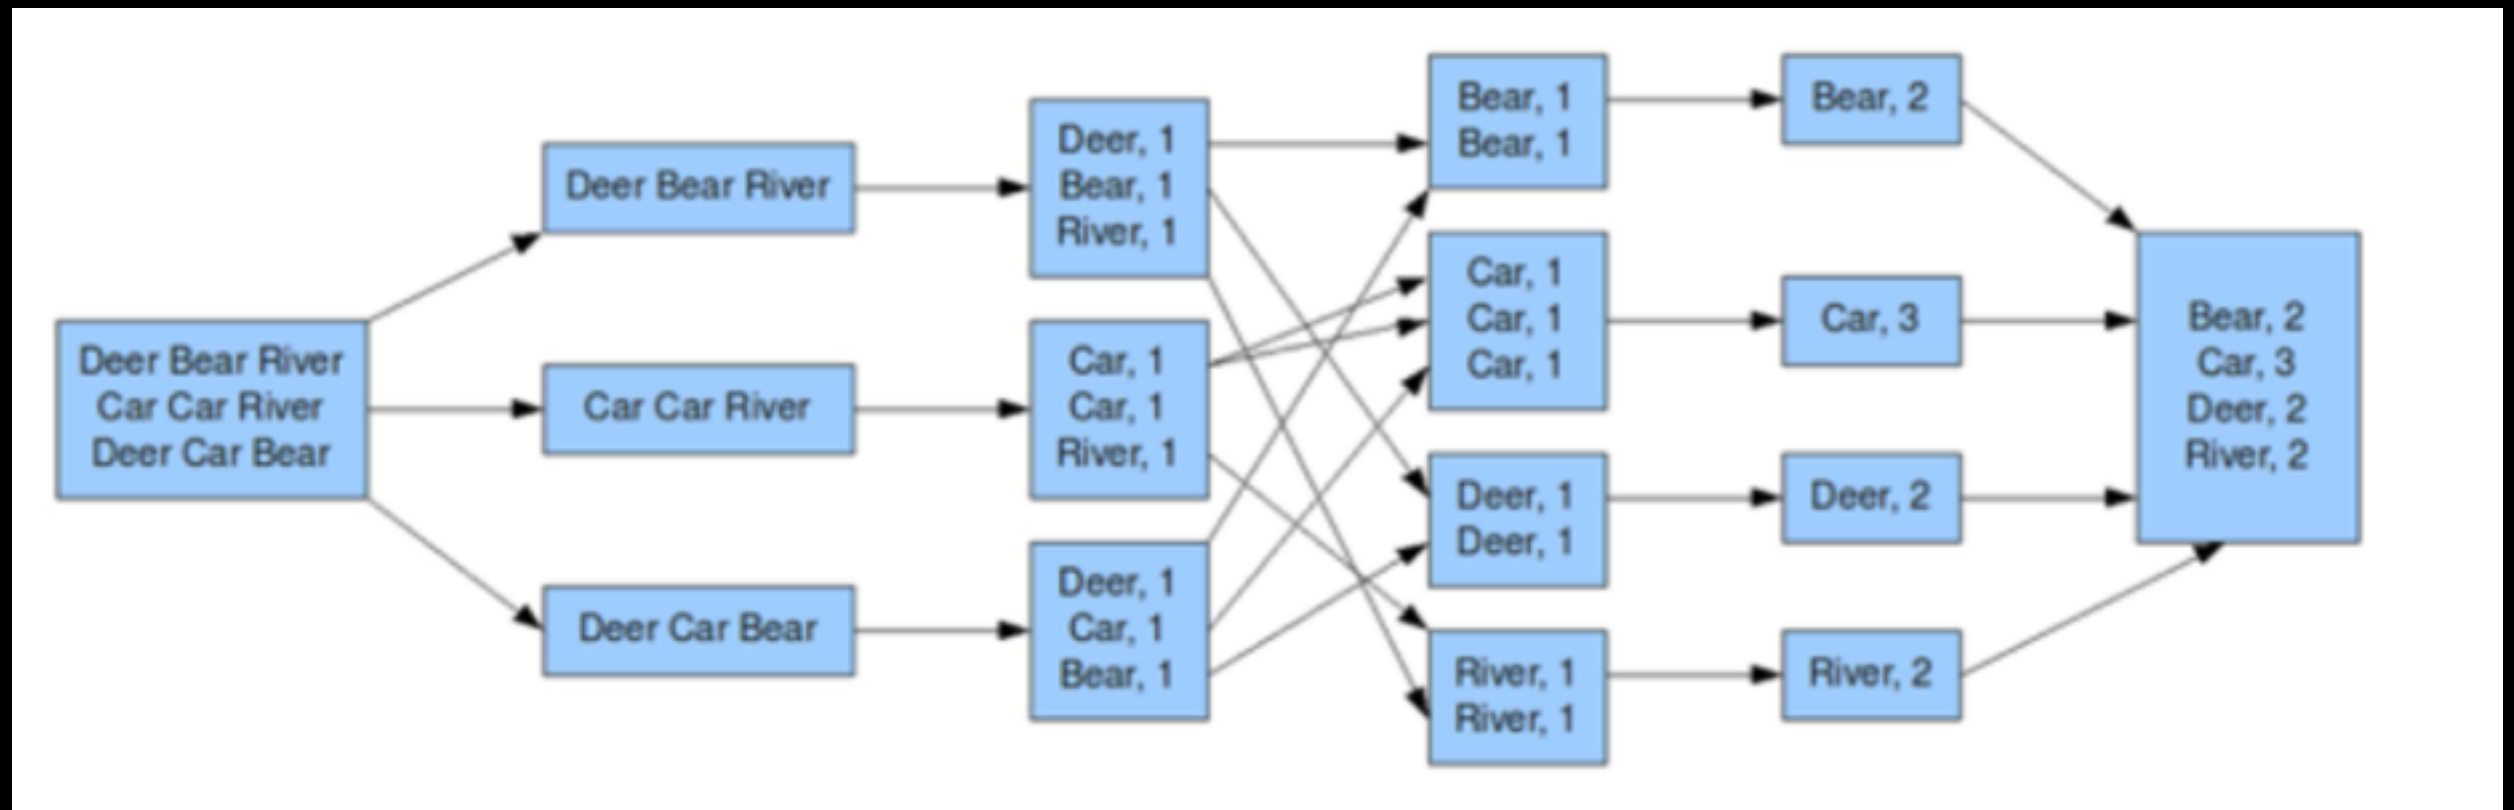 Deer Bear River
Car Car River
Deer Car Bear
Deer Bear River
Car Car River
Deer Car Bear
Deer, 1
Bear, 1
River, 1
Car, 1
Car, 1
River, 1
Deer, 1
Car, 1
Bear, 1
Bear, 1
Bear, 1
Car, 1
Car, 1
Car, 1
Deer, 1
Deer, 1
River, 1
River, 1
Bear, 2
Car, 3
Deer, 2
River, 2
Bear, 2
Car, 3
Deer, 2
River, 2